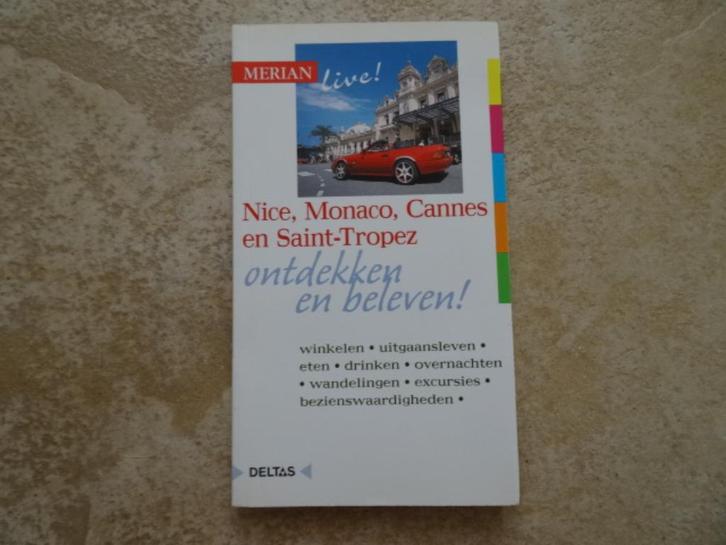 MERIAN live!
Nice, Monaco, Cannes
en Saint-Tropez
ontdekken
en beleven!
winkelen • uitgaansleven •
eten • drinken • overnachten
• wandelingen • excursies •
bezienswaardigheden •
DELTAS